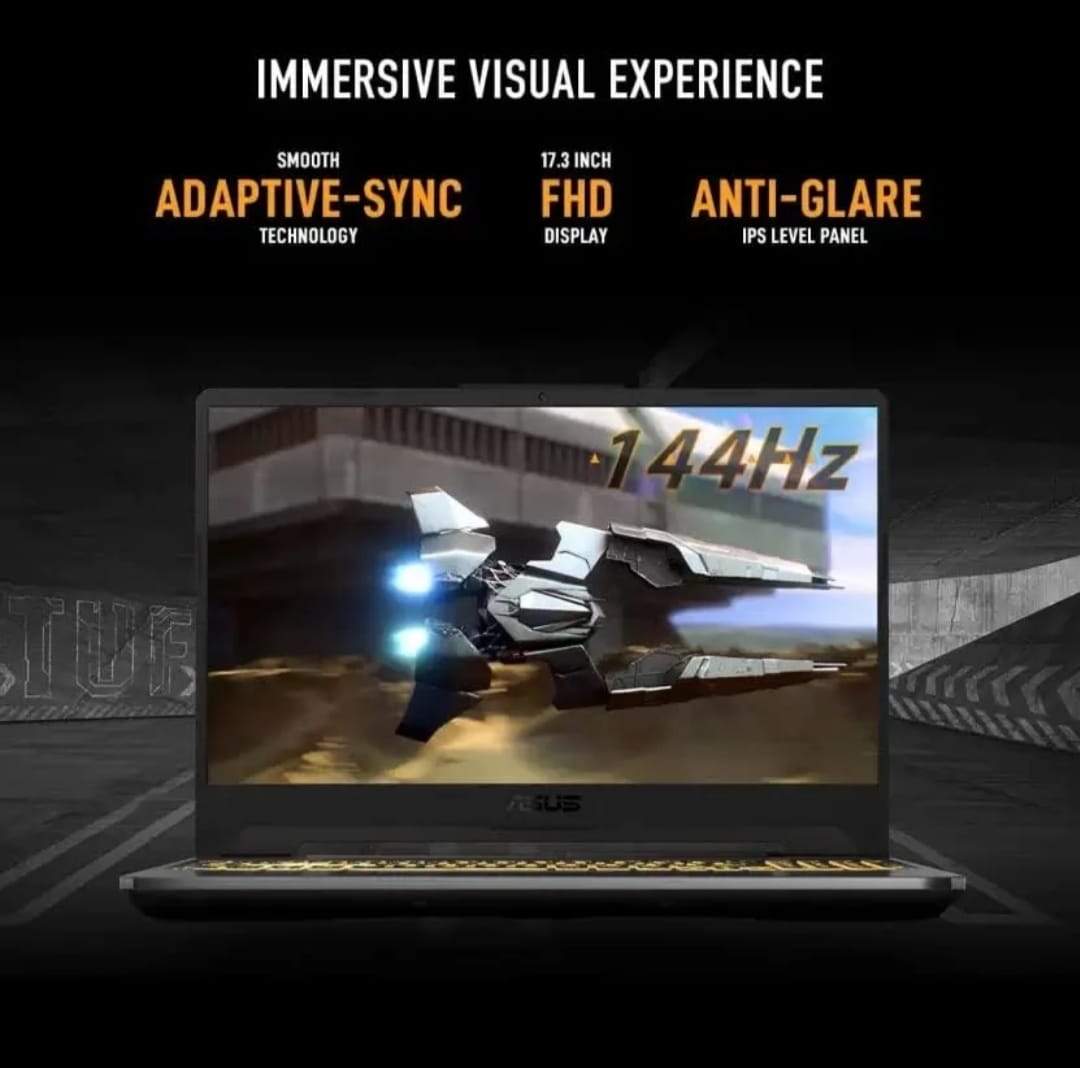 IMMERSIVE VISUAL EXPERIENCE
SMOOTH
ADAPTIVE-SYNC
TECHNOLOGY
17.3 INCH
FHD
DISPLAY
ANTI-GLARE
IPS LEVEL PANEL
144Hz
TUF
ASUS